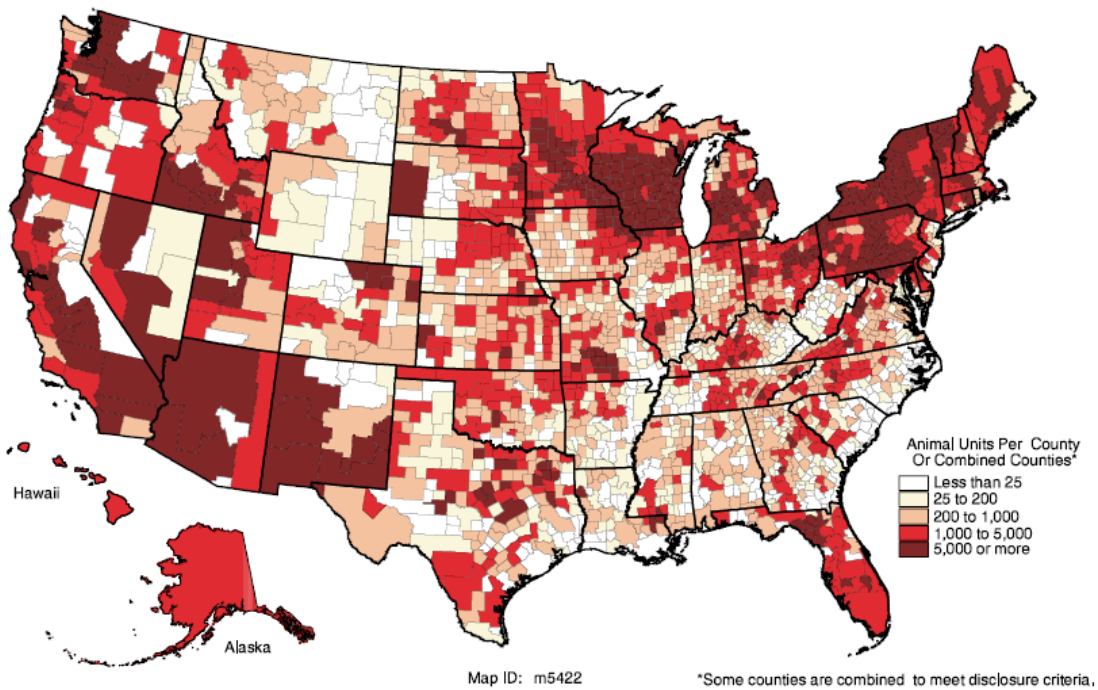 Animal Units Per County
Or Combined Counties*
Less than 25
25 to 200
200 to 1,000
1,000 to 5,000
5,000 or more
Hawaii
Alaska
Map ID: m5422
*Some counties are combined to meet disclosure criteria.